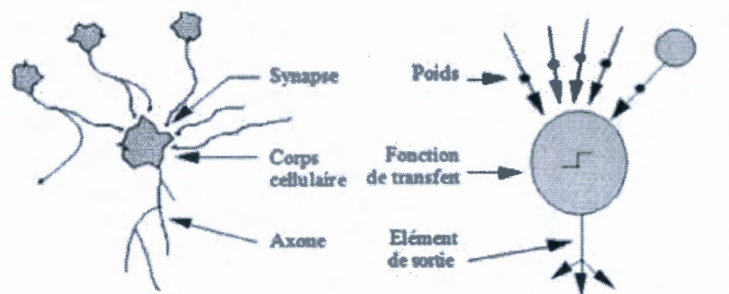 Synapse
Corps
cellulaire
Axone
Poids
Fonction
de transfert
Elément
de sortie